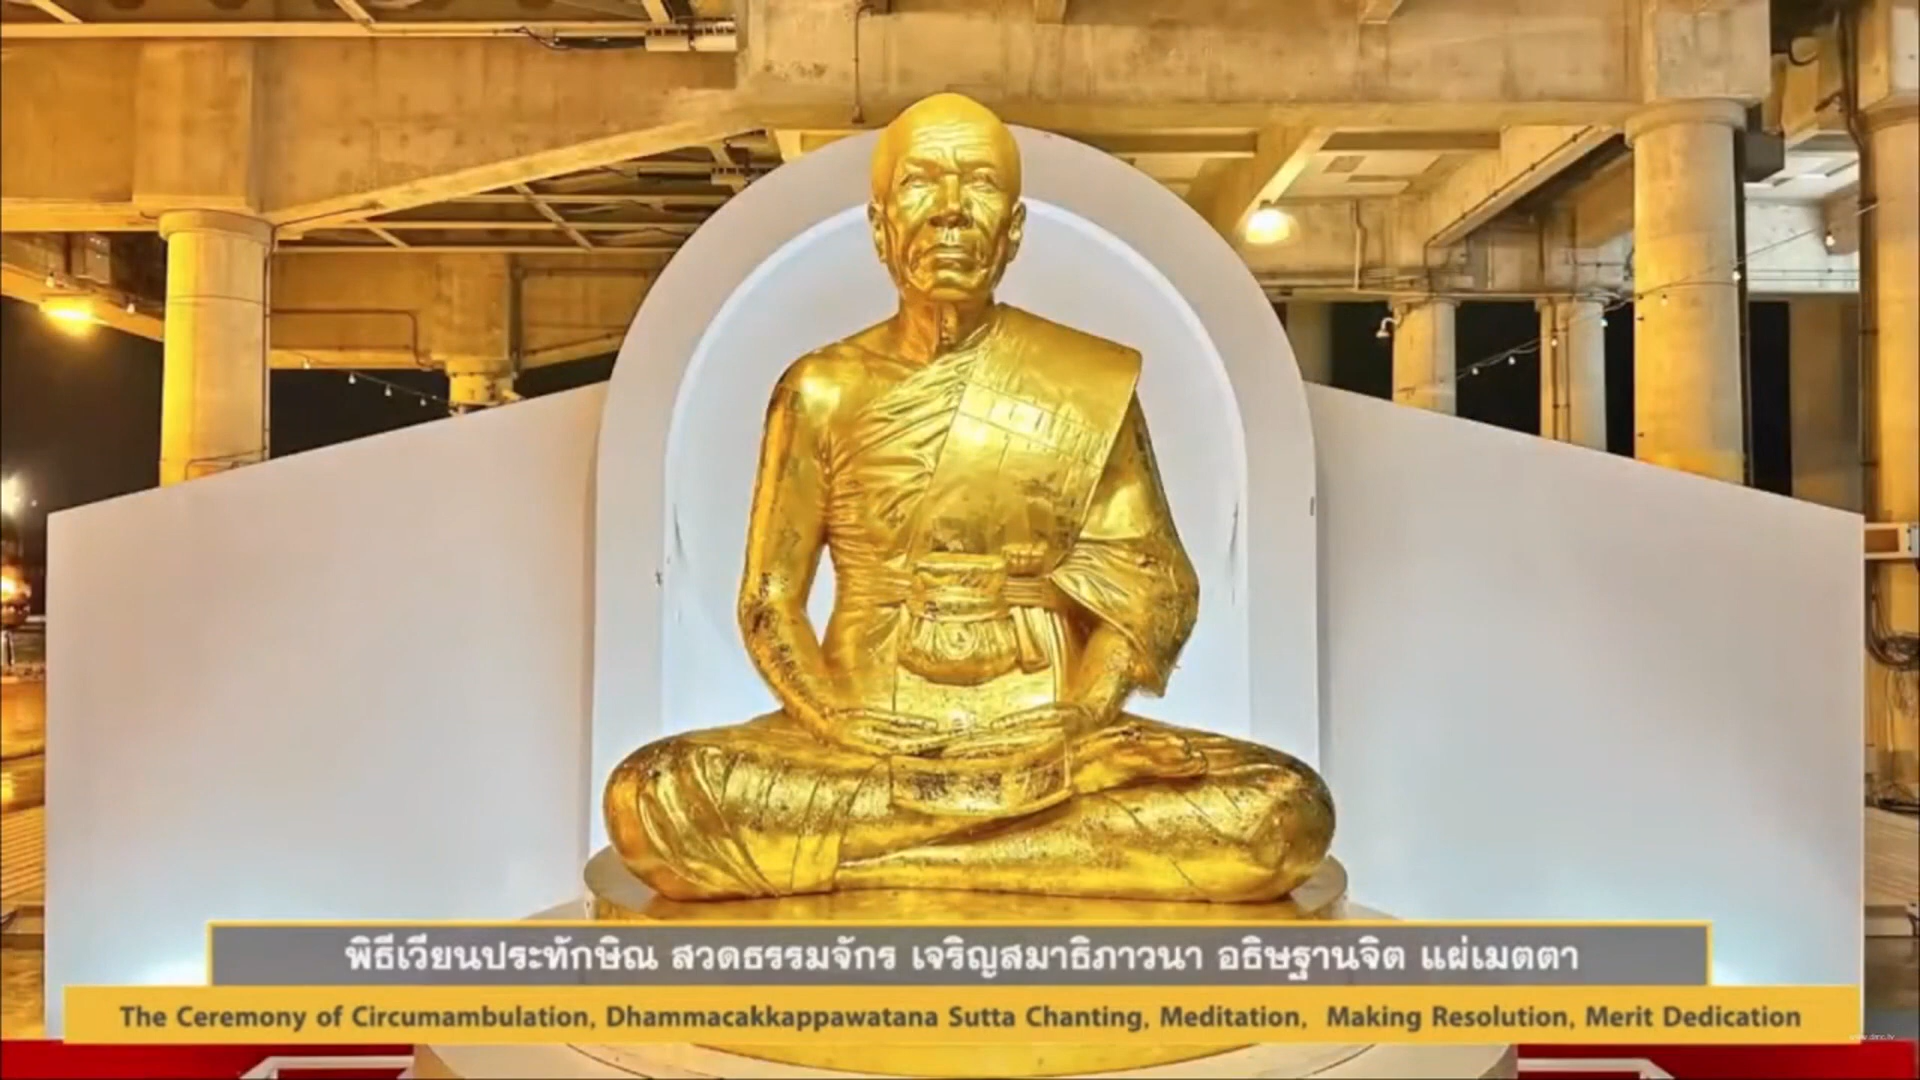 พิธีเวียนประทักษิณ สวดธรรมจักร เจริญสมาธิภาวนา อธิษฐานจิต แผ่เมตตา
The Ceremony of Circumambulation, Dhammacakkappawatana Sutta Chanting, Meditation, Making Resolution, Merit Dedication
www.dmc.tv